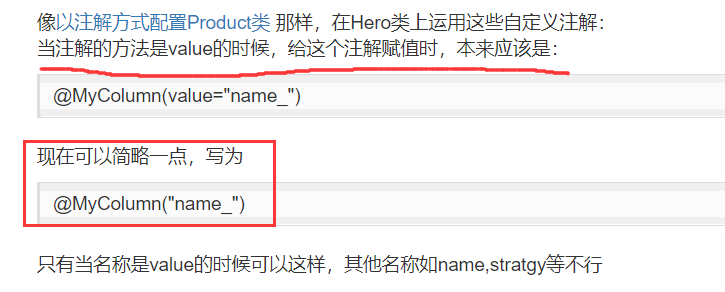 像以注解方式配置Product类 那样，在Hero类上运用这些自定义注解：
当注解的方法是value的时候，给这个注解赋值时，本来应该是：
@MyColumn(value="name_")
现在可以简略一点，写为
@MyColumn("name_")
只有当名称是value的时候可以这样，其他名称如name,stratgy等不行